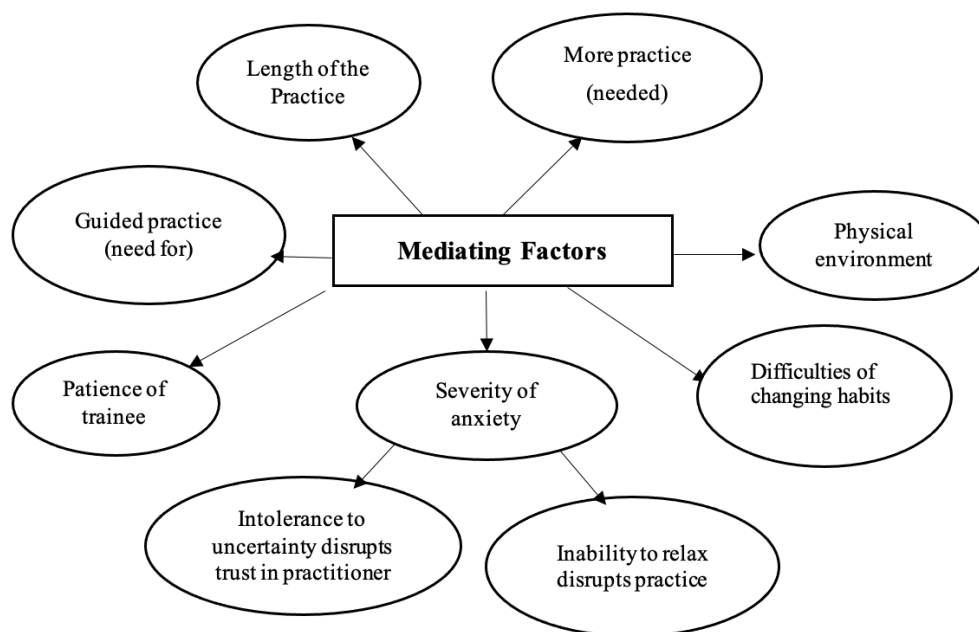 Length of the
Practice
More practice
(needed)
Guided practice
(need for)
Mediating Factors
Physical
environment
Patience of
trainee
Severity of
anxiety
Difficulties of
changing habits
Intolerance to
uncertainty disrupts
trust in practitioner
Inability to relax
disrupts practice